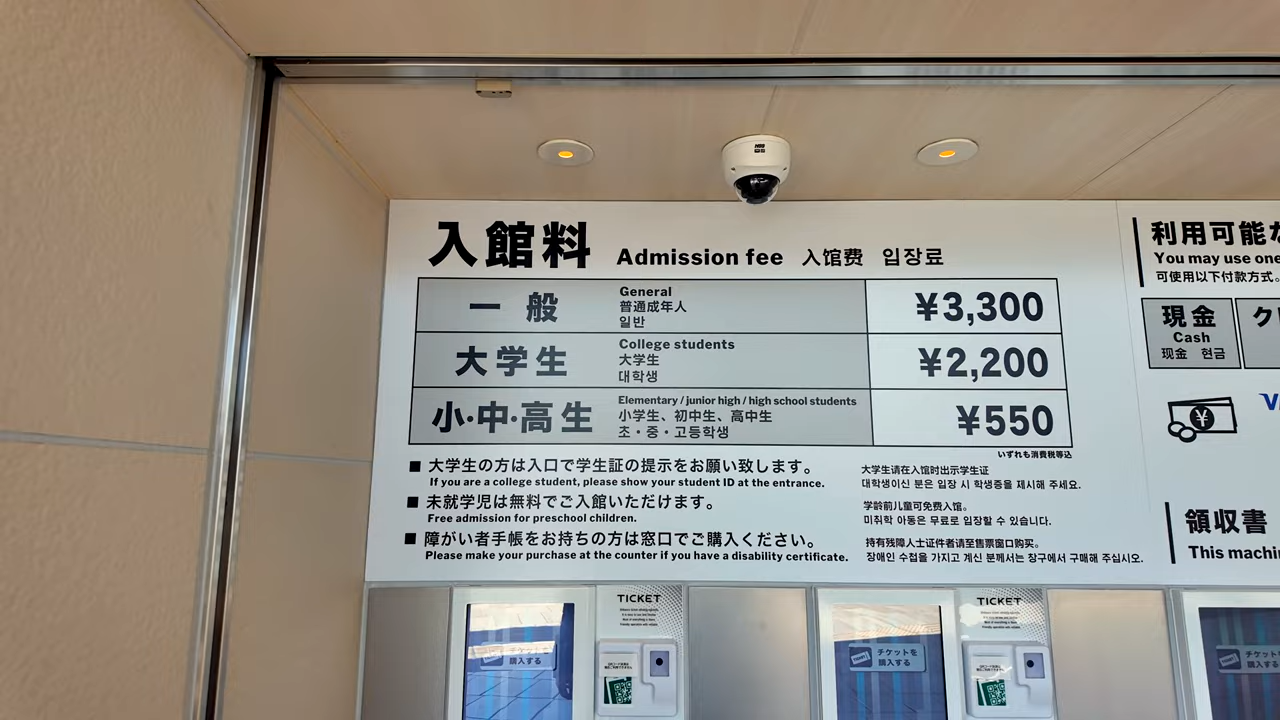 入館料 Admission fee 入馆费 입장료
一般 General 普通成年人 일반 ¥3,300
大学生 College students 大学生 대학생 ¥2,200
小・中・高生 Elementary / junior high / high school students 小学生、初中生、高中生 초・중・고등학생 ¥550
いずれも消費税等込
■ 大学生の方は入口で学生証の提示をお願い致します。
If you are a college student, please show your student ID at the entrance.
大学生请在入馆时出示学生证
대학생이신 분은 입장 시 학생증을 제시해 주세요.
■ 未就学児は無料でご入館いただけます。
Free admission for preschool children.
学龄前儿童可免费入馆。
미취학 아동은 무료로 입장할 수 있습니다.
■ 障がい者手帳をお持ちの方は窓口でご購入ください。
Please make your purchase at the counter if you have a disability certificate.
持有残障人士证件者请至售票窗口购买。
장애인 수첩을 가지고 계신 분께서는 창구에서 구매해 주십시오.
利用可能な
You may use one
可使用以下付款方式。
現金
Cash
现金 현금
ク
¥
領収書
This machin
TICKET
チケットを
購入する
TICKET
チケットを
購入する
チケットを
購入する